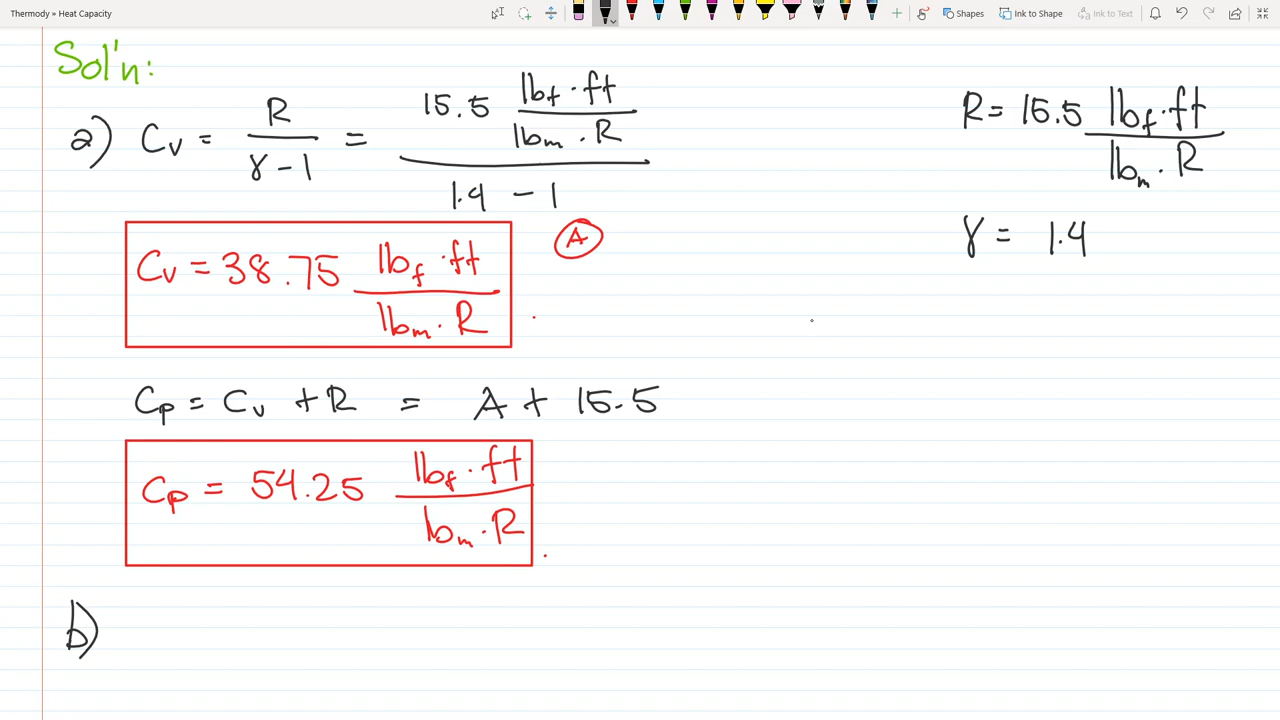 Thermody » Heat Capacity
Shapes Ink to Shape Ink to Text
Sol'n:
a) Cv = R / γ - 1 = 15.5 lbf·ft / lbm·R / 1.4 - 1
R = 15.5 lbf·ft / lbm·R
γ = 1.4
Cv = 38.75 lbf·ft / lbm·R . A
Cp = Cv + R = A + 15.5
Cp = 54.25 lbf·ft / lbm·R .
b)